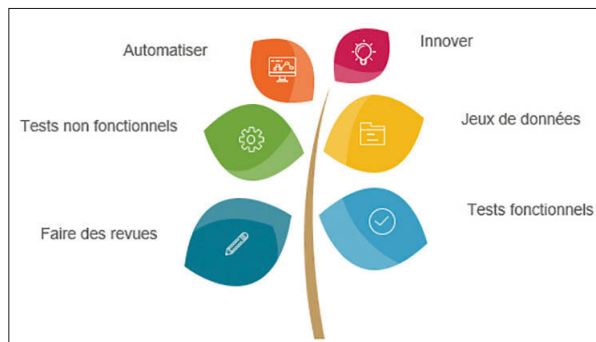 Automatiser
Innover
Tests non fonctionnels
Jeux de données
Faire des revues
Tests fonctionnels